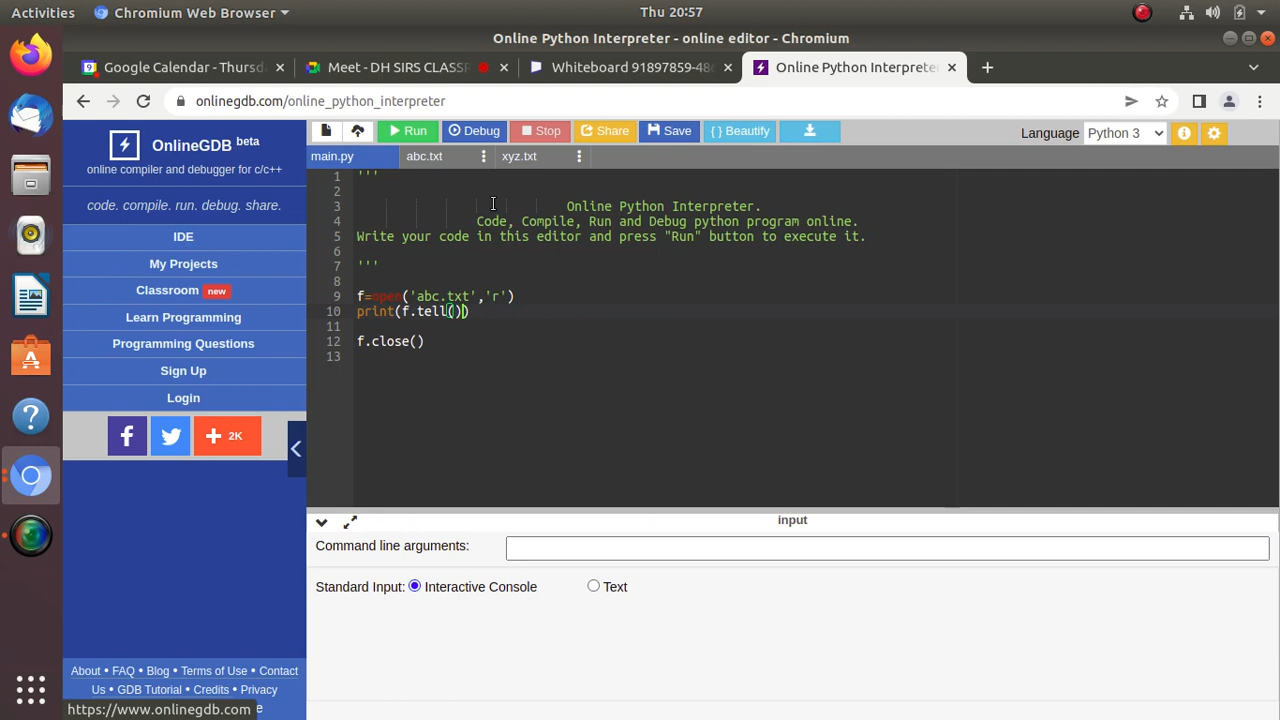 Activities Chromium Web Browser Thu 20:57
Online Python Interpreter - online editor - Chromium
Google Calendar - Thursd Meet - DH SIRS CLASSR Whiteboard 91897859-48 Online Python Interpreter
onlinegdb.com/online_python_interpreter
OnlineGDB beta
online compiler and debugger for c/c++
code. compile. run. debug. share.
IDE
My Projects
Classroom new
Learn Programming
Programming Questions
Sign Up
Login
f + 2K
About • FAQ • Blog • Terms of Use • Contact
Us • GDB Tutorial • Credits • Privacy
https://www.onlinegdb.com
Run Debug Stop Share Save { } Beautify Language Python 3
main.py abc.txt xyz.txt
1 '''
2
3 Online Python Interpreter.
4 Code, Compile, Run and Debug python program online.
5 Write your code in this editor and press "Run" button to execute it.
6
7 '''
8
9 f=open('abc.txt','r')
10 print(f.tell())
11
12 f.close()
13
input
Command line arguments:
Standard Input: Interactive Console Text